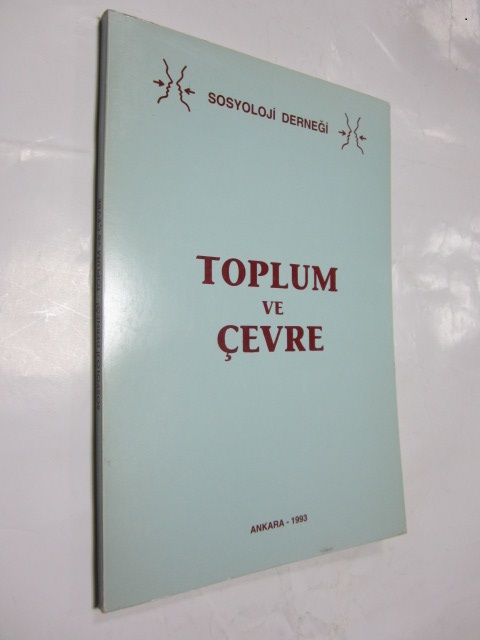 SOSYOLOJİ DERNEĞİ
TOPLUM
VE
ÇEVRE
ANKARA - 1993